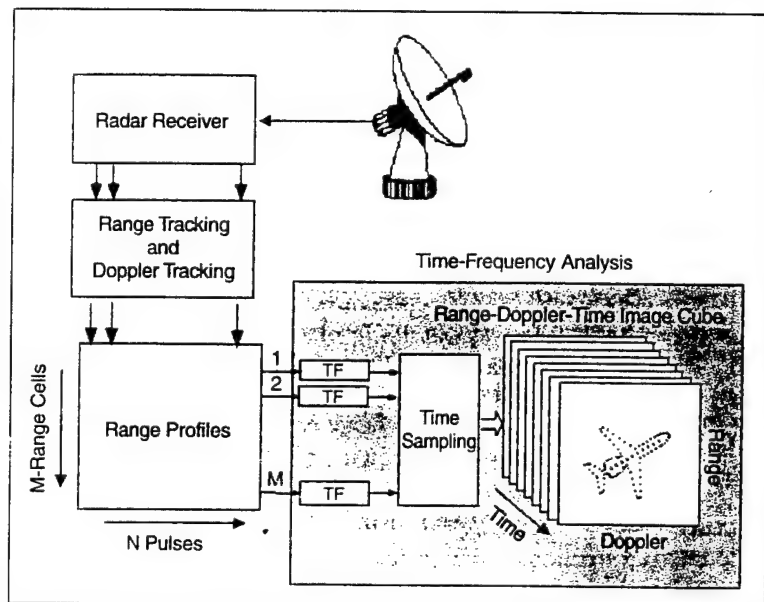 Radar Receiver
Range Tracking
and
Doppler Tracking
Time-Frequency Analysis
Range-Doppler-Time Image Cube
M-Range Cells
Range Profiles
1
2
M
TF
TF
TF
Time
Sampling
Range
Time
Doppler
N Pulses